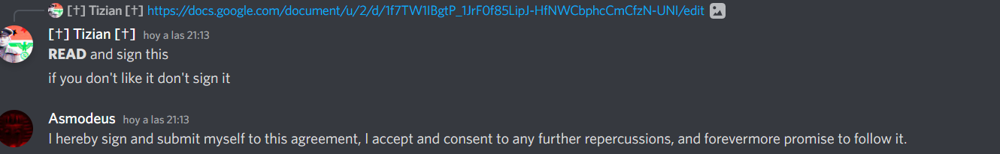 [†] Tizian [†] https://docs.google.com/document/u/2/d/1f7TW1IBgtP_1JrF0f85LipJ-HfNWCbphcCmCfzN-UNI/edit
[†] Tizian [†] hoy a las 21:13
READ and sign this
if you don't like it don't sign it
Asmodeus hoy a las 21:13
I hereby sign and submit myself to this agreement, I accept and consent to any further repercussions, and forevermore promise to follow it.